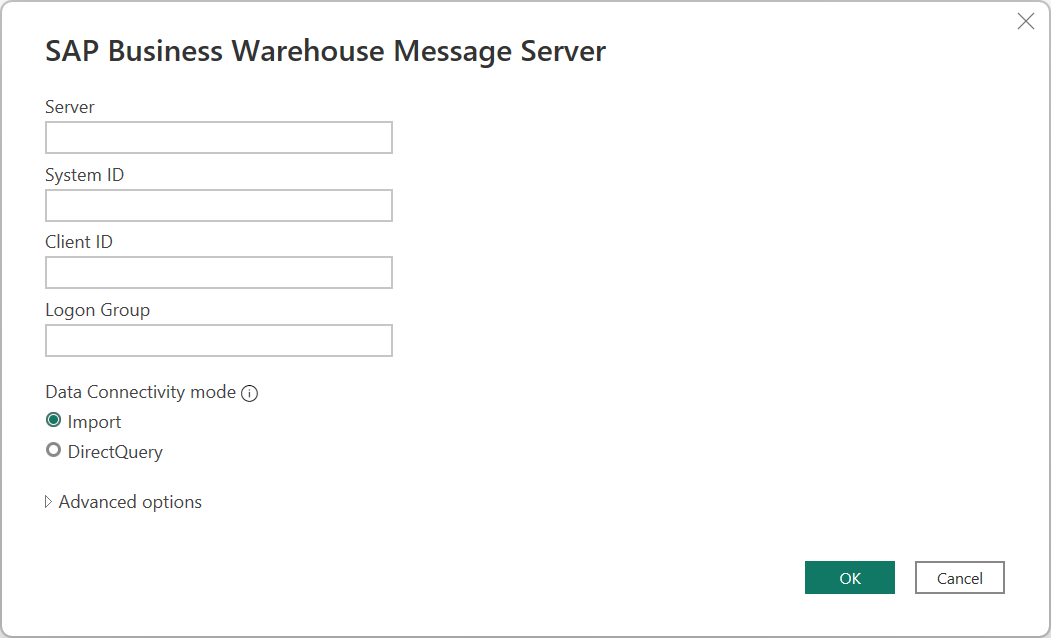 SAP Business Warehouse Message Server
Server
System ID
Client ID
Logon Group
Data Connectivity mode
Import
DirectQuery
Advanced options
OK
Cancel